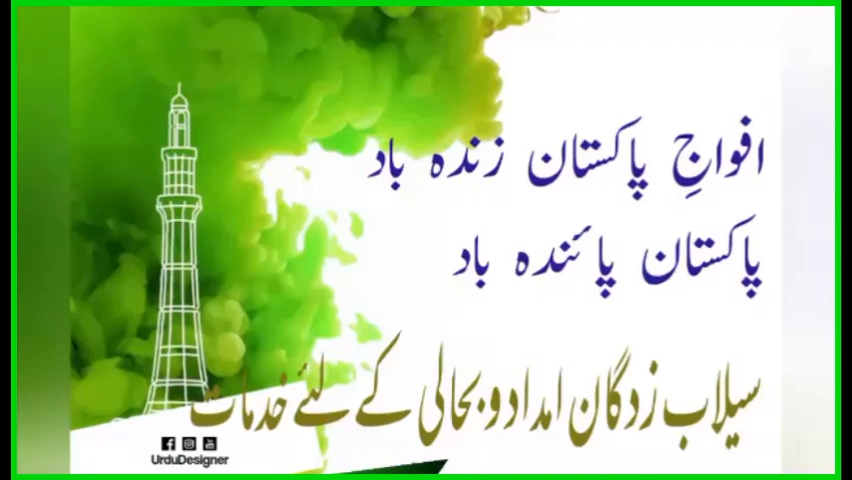 افواجِ پاکستان زندہ باد
پاکستان پائندہ باد
سیلاب زدگان امداد و بحالی کے لئے خدمات
UrduDesigner